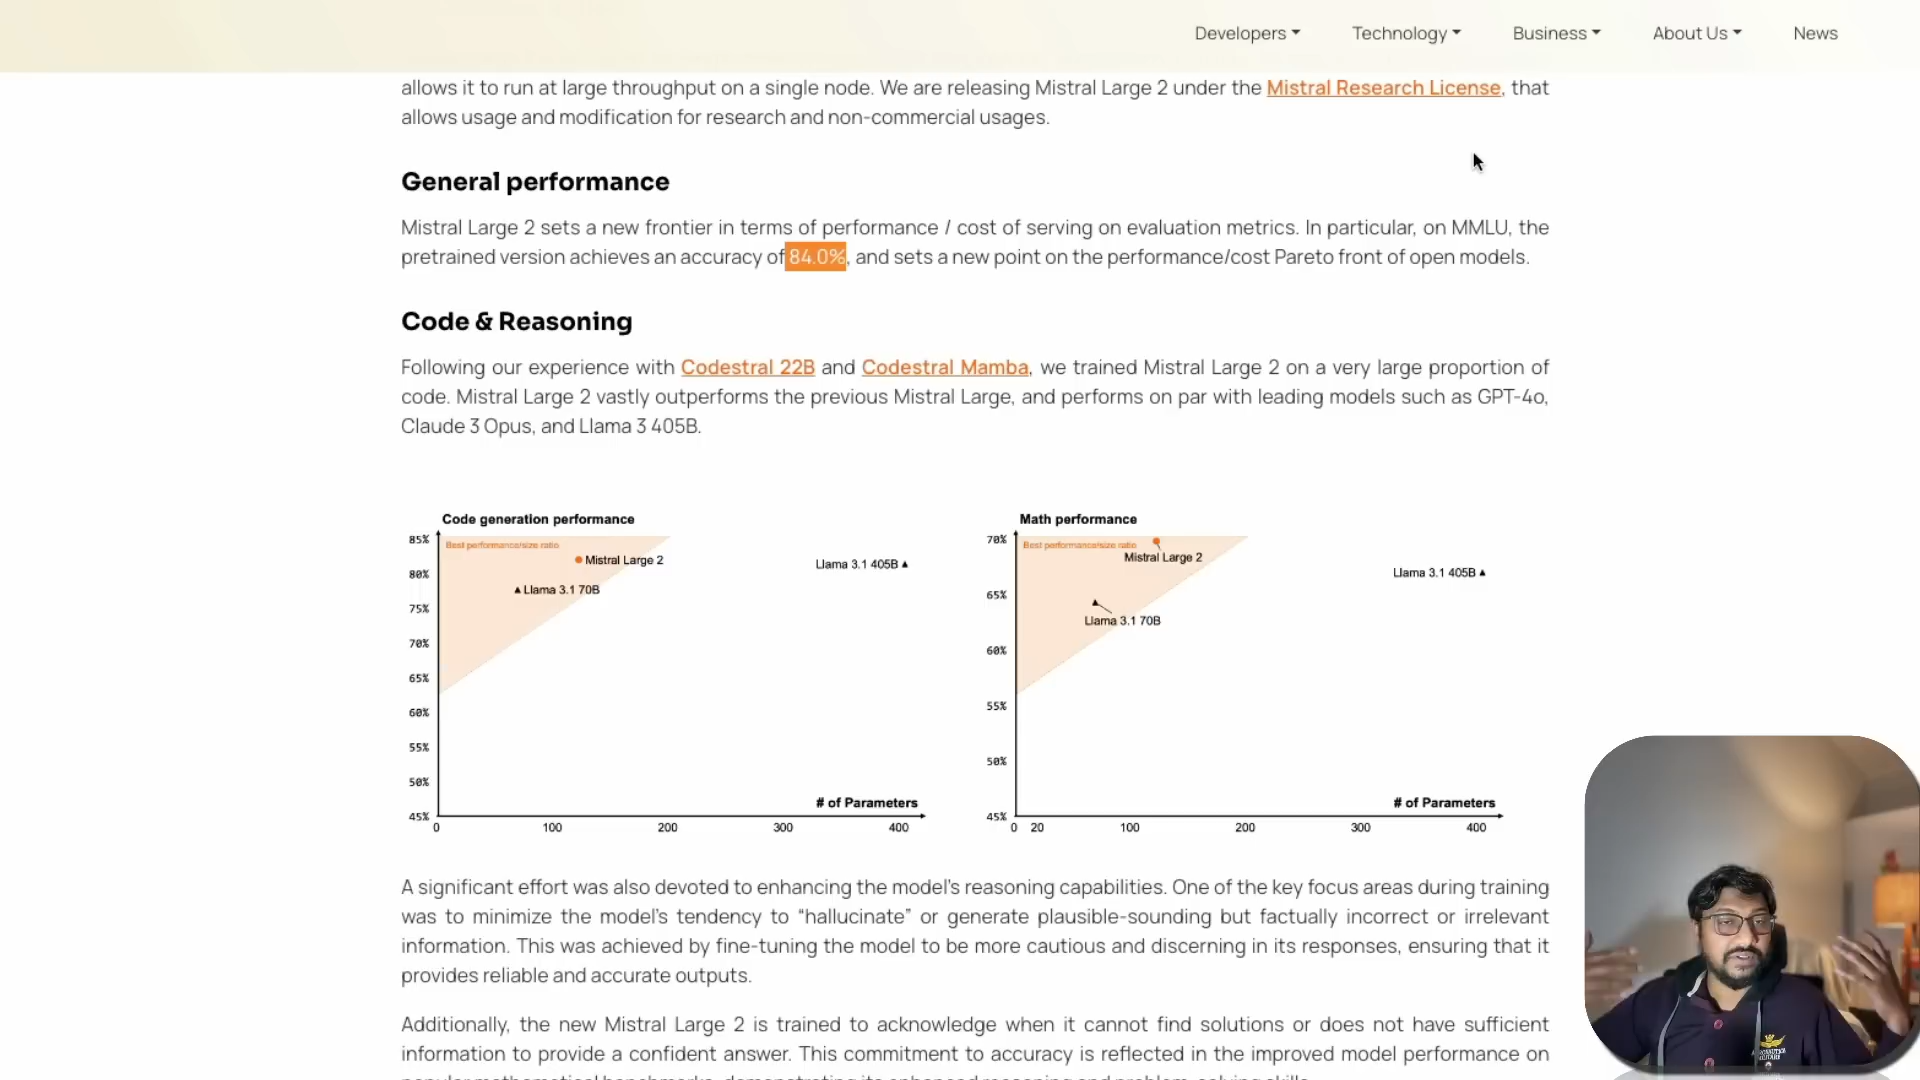 Developers Technology Business About Us News
allows it to run at large throughput on a single node. We are releasing Mistral Large 2 under the Mistral Research License, that
allows usage and modification for research and non-commercial usages.
General performance
Mistral Large 2 sets a new frontier in terms of performance / cost of serving on evaluation metrics. In particular, on MMLU, the
pretrained version achieves an accuracy of 84.0%, and sets a new point on the performance/cost Pareto front of open models.
Code & Reasoning
Following our experience with Codestral 22B and Codestral Mamba, we trained Mistral Large 2 on a very large proportion of
code. Mistral Large 2 vastly outperforms the previous Mistral Large, and performs on par with leading models such as GPT-4o,
Claude 3 Opus, and Llama 3 405B.
Code generation performance
85%
Best performance/size ratio
Mistral Large 2
Llama 3.1 405B
80%
Llama 3.1 70B
75%
70%
65%
60%
55%
50%
# of Parameters
45%
0 100 200 300 400
Math performance
70%
Best performance/size ratio
Mistral Large 2
Llama 3.1 405B
65%
Llama 3.1 70B
60%
55%
50%
# of Parameters
45%
0 20 100 200 300 400
A significant effort was also devoted to enhancing the model's reasoning capabilities. One of the key focus areas during training
was to minimize the model's tendency to “hallucinate” or generate plausible-sounding but factually incorrect or irrelevant
information. This was achieved by fine-tuning the model to be more cautious and discerning in its responses, ensuring that it
provides reliable and accurate outputs.
Additionally, the new Mistral Large 2 is trained to acknowledge when it cannot find solutions or does not have sufficient
information to provide a confident answer. This commitment to accuracy is reflected in the improved model performance on